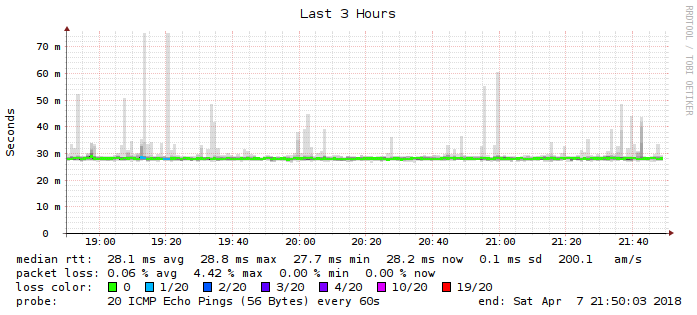 Last 3 Hours
RRDTOOL / TOBI OETIKER
Seconds
70 m
60 m
50 m
40 m
30 m
20 m
10 m
0
19:00 19:20 19:40 20:00 20:20 20:40 21:00 21:20 21:40
median rtt: 28.1 ms avg 28.8 ms max 27.7 ms min 28.2 ms now 0.1 ms sd 200.1 am/s
packet loss: 0.06 % avg 4.42 % max 0.00 % min 0.00 % now
loss color: 0 1/20 2/20 3/20 4/20 10/20 19/20
probe: 20 ICMP Echo Pings (56 Bytes) every 60s end: Sat Apr 7 21:50:03 2018